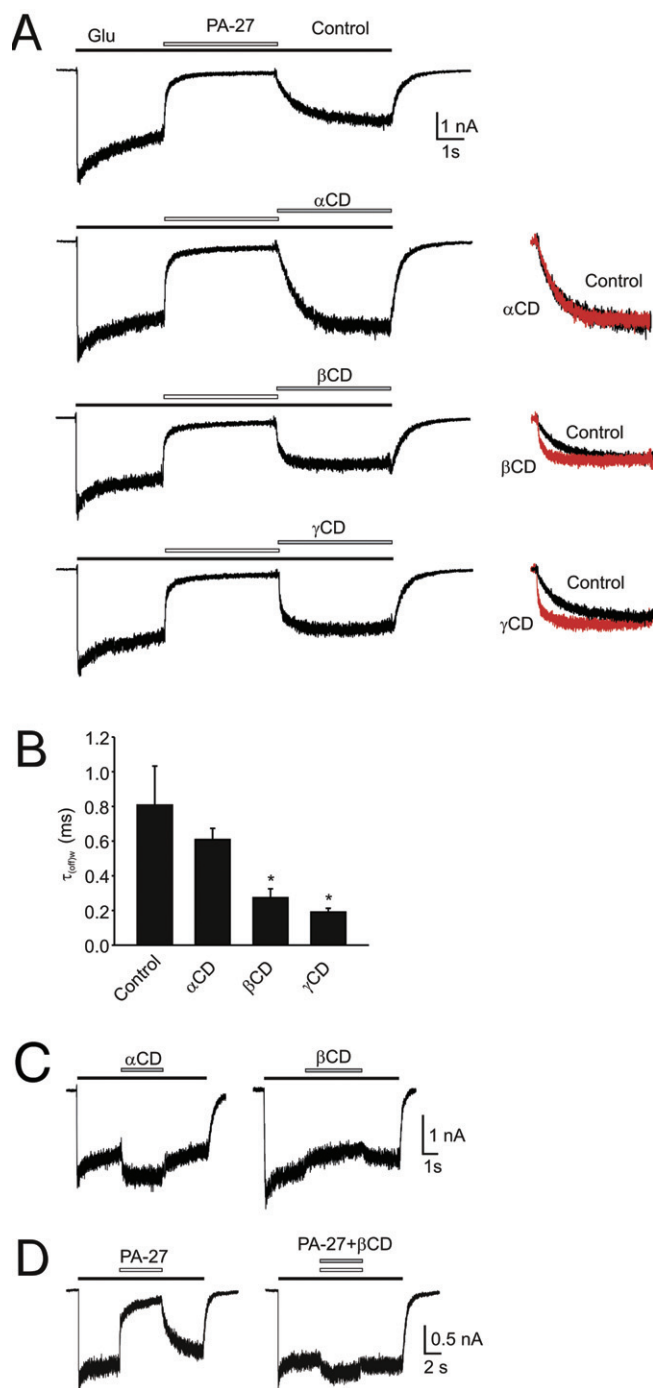 A
Glu PA-27 Control
1 nA
1s
αCD
Control
αCD
βCD
Control
βCD
γCD
Control
γCD
B
1.2
1.0
0.8
0.6
0.4
0.2
0.0
τ(off)w (ms)
* *
Control αCD βCD γCD
C
αCD βCD
1 nA
1s
D
PA-27 PA-27+βCD
0.5 nA
2 s